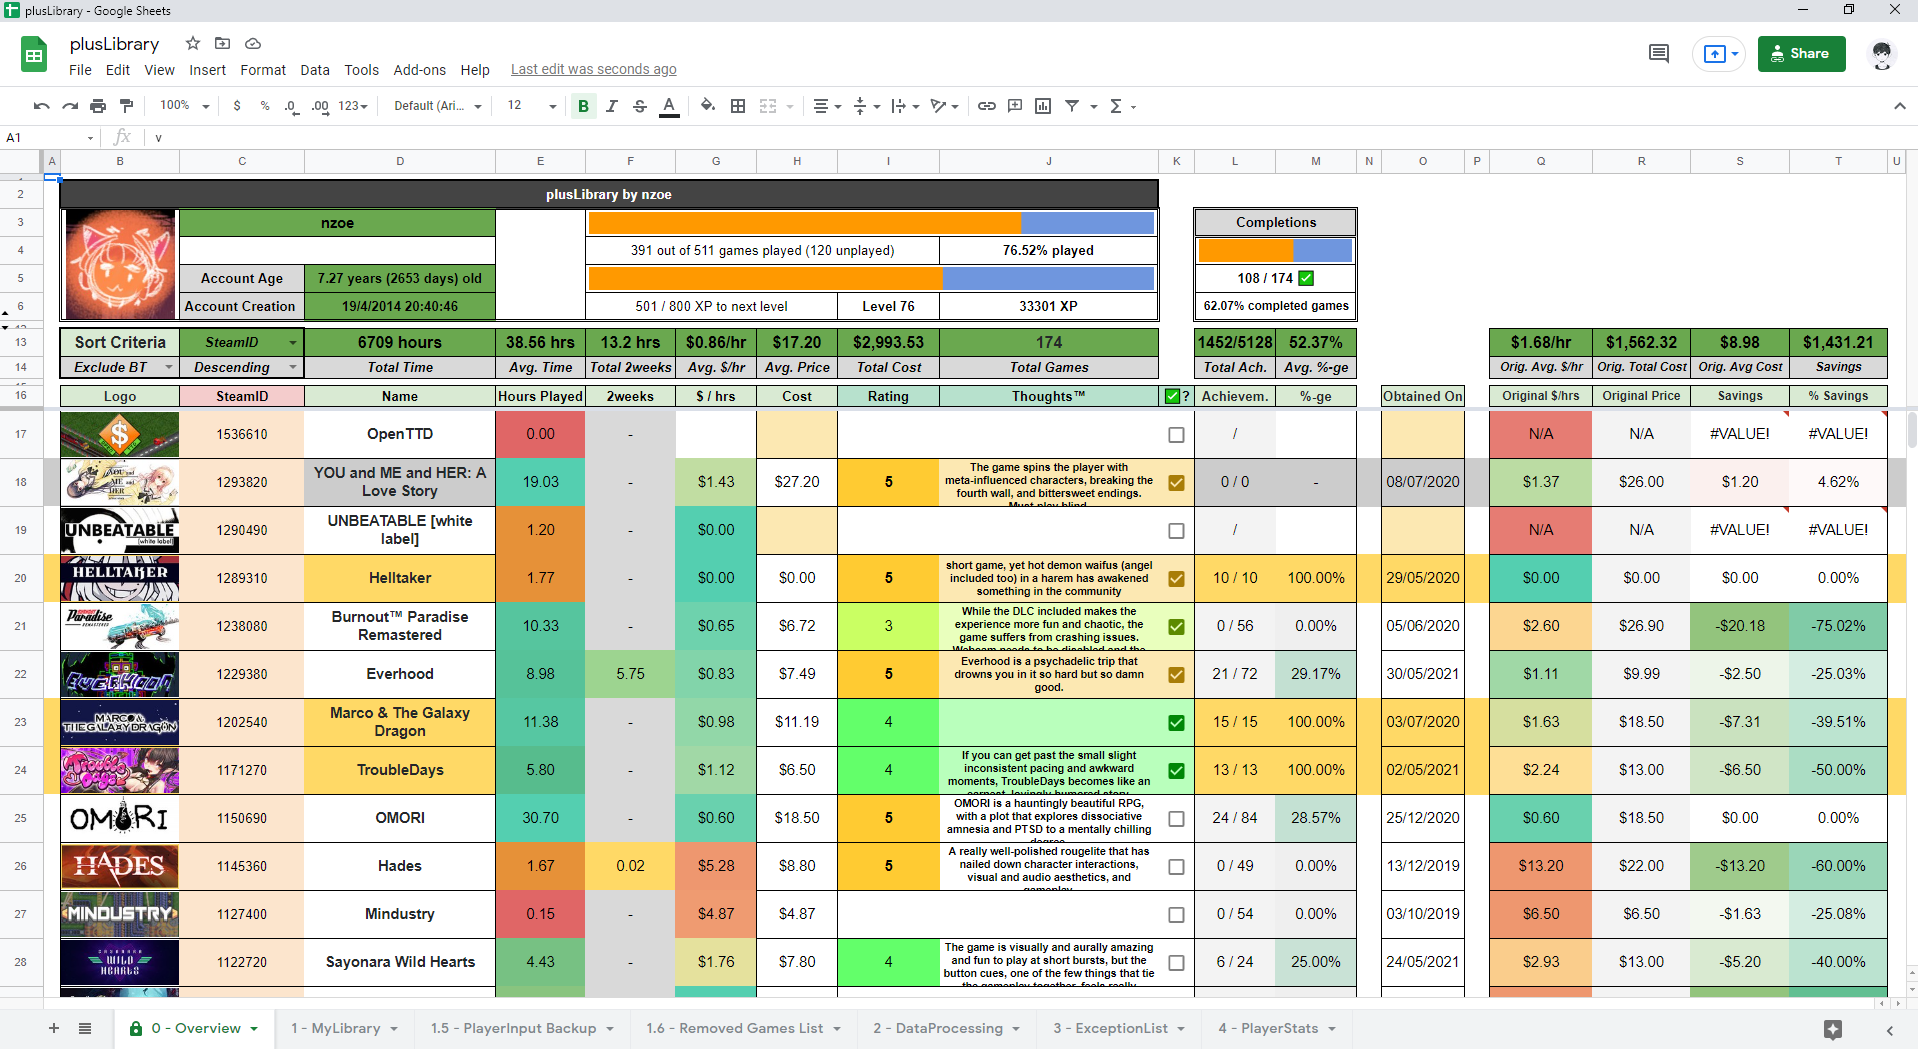 plusLibrary - Google Sheets
plusLibrary
File Edit View Insert Format Data Tools Add-ons Help Last edit was seconds ago
Share
100% $ % .0 .00 123 Default (Ari... 12 B I S A Σ
A1 fx v
A B C D E F G H I J K L M N O P Q R S T U
2 plusLibrary by nzoe
3 nzoe Completions
4 391 out of 511 games played (120 unplayed) 76.52% played
5 Account Age 7.27 years (2653 days) old 108 / 174 ✅
6 Account Creation 19/4/2014 20:40:46 501 / 800 XP to next level Level 76 33301 XP 62.07% completed games
13 Sort Criteria SteamID 6709 hours 38.56 hrs 13.2 hrs $0.86/hr $17.20 $2,993.53 174 1452/5128 52.37% $1.68/hr $1,562.32 $8.98 $1,431.21
14 Exclude BT Descending Total Time Avg. Time Total 2weeks Avg. $/hr Avg. Price Total Cost Total Games Total Ach. Avg. %-ge Orig. Avg. $/hr Orig. Total Cost Orig. Avg Cost Savings
16 Logo SteamID Name Hours Played 2weeks $ / hrs Cost Rating Thoughts™ ✅? Achievem. %-ge Obtained On Original $/hrs Original Price Savings % Savings
17 $ 1536610 OpenTTD 0.00 - / N/A N/A #VALUE! #VALUE!
18 YOU and ME and HER 1293820 YOU and ME and HER: A
Love Story 19.03 - $1.43 $27.20 5 The game spins the player with
meta-influenced characters, breaking the
fourth wall, and bittersweet endings.
Must play blind 0 / 0 - 08/07/2020 $1.37 $26.00 $1.20 4.62%
19 UNBEATABLE [white label] 1290490 UNBEATABLE [white
label] 1.20 - $0.00 / N/A N/A #VALUE! #VALUE!
20 HELLTAKER 1289310 Helltaker 1.77 - $0.00 $0.00 5 short game, yet hot demon waifus (angel
included too) in a harem has awakened
something in the community 10 / 10 100.00% 29/05/2020 $0.00 $0.00 $0.00 0.00%
21 Paradise 1238080 Burnout™ Paradise
Remastered 10.33 - $0.65 $6.72 3 While the DLC included makes the
experience more fun and chaotic, the
game suffers from crashing issues.
Webcam needs to be disabled and the 0 / 56 0.00% 05/06/2020 $2.60 $26.90 -$20.18 -75.02%
22 EVERHOOD 1229380 Everhood 8.98 5.75 $0.83 $7.49 5 Everhood is a psychadelic trip that
drowns you in it so hard but so damn
good. 21 / 72 29.17% 30/05/2021 $1.11 $9.99 -$2.50 -25.03%
23 MARCO & THE GALAXY DRAGON 1202540 Marco & The Galaxy
Dragon 11.38 - $0.98 $11.19 4 15 / 15 100.00% 03/07/2020 $1.63 $18.50 -$7.31 -39.51%
24 Trouble Days 1171270 TroubleDays 5.80 - $1.12 $6.50 4 If you can get past the small slight
inconsistent pacing and awkward
moments, TroubleDays becomes like an
earnest, lovingly humored story 13 / 13 100.00% 02/05/2021 $2.24 $13.00 -$6.50 -50.00%
25 OMORI 1150690 OMORI 30.70 - $0.60 $18.50 5 OMORI is a hauntingly beautiful RPG,
with a plot that explores dissociative
amnesia and PTSD to a mentally chilling
degree 24 / 84 28.57% 25/12/2020 $0.60 $18.50 $0.00 0.00%
26 HADES 1145360 Hades 1.67 0.02 $5.28 $8.80 5 A really well-polished rougelite that has
nailed down character interactions,
visual and audio aesthetics, and
gameplay 0 / 49 0.00% 13/12/2019 $13.20 $22.00 -$13.20 -60.00%
27 MINDUSTRY 1127400 Mindustry 0.15 - $4.87 $4.87 0 / 54 0.00% 03/10/2019 $6.50 $6.50 -$1.63 -25.08%
28 SAYONARA WILD HEARTS 1122720 Sayonara Wild Hearts 4.43 - $1.76 $7.80 4 The game is visually and aurally amazing
and fun to play at short bursts, but the
button cues, one of the few things that tie
the gameplay together, feels really 6 / 24 25.00% 24/05/2021 $2.93 $13.00 -$5.20 -40.00%
0 - Overview 1 - MyLibrary 1.5 - PlayerInput Backup 1.6 - Removed Games List 2 - DataProcessing 3 - ExceptionList 4 - PlayerStats